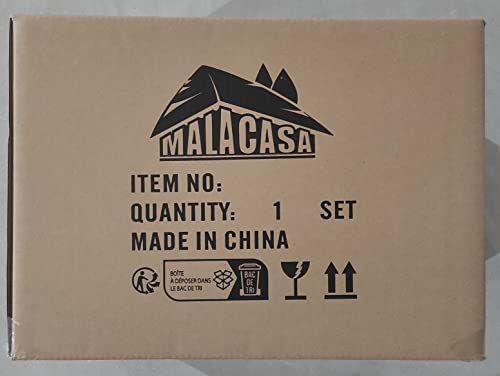 MALACASA
ITEM NO:
QUANTITY: 1 SET
MADE IN CHINA
BOÎTE
À DÉPOSER DANS
LE BAC DE TRI
BAC
DE
TRI